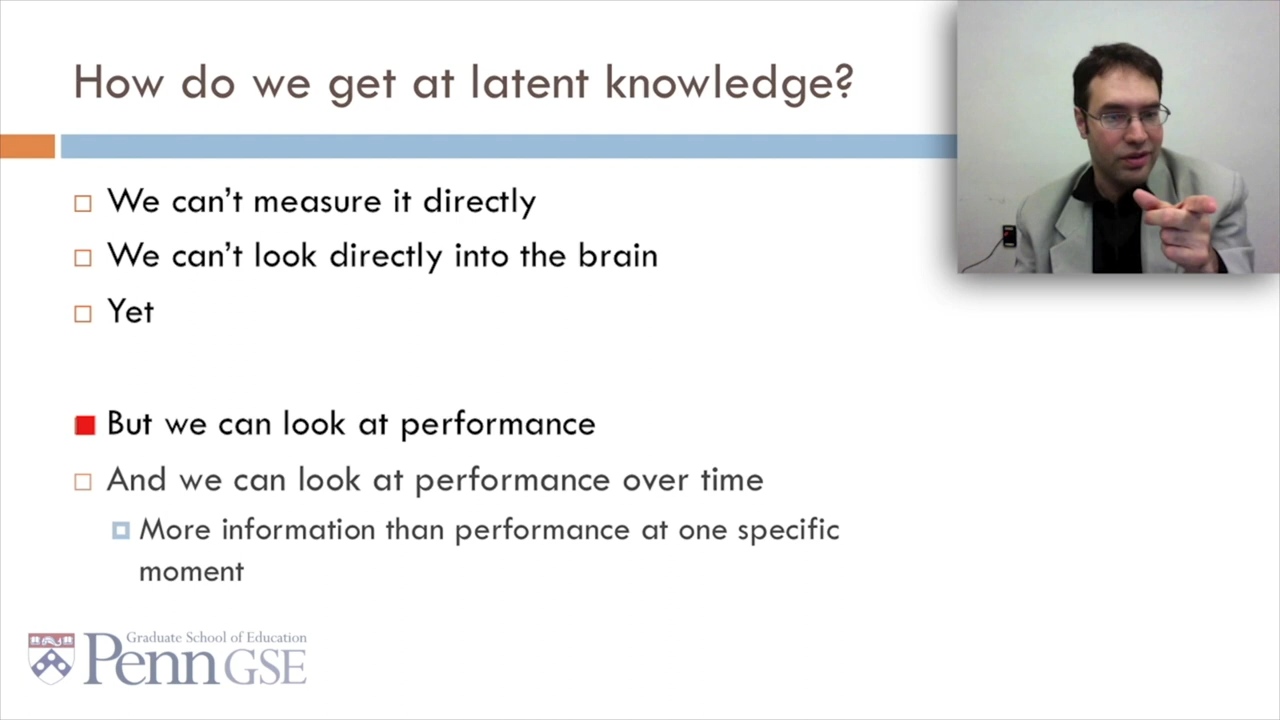 How do we get at latent knowledge?
We can't measure it directly
We can't look directly into the brain
Yet
But we can look at performance
And we can look at performance over time
More information than performance at one specific
moment
Graduate School of Education
Penn GSE